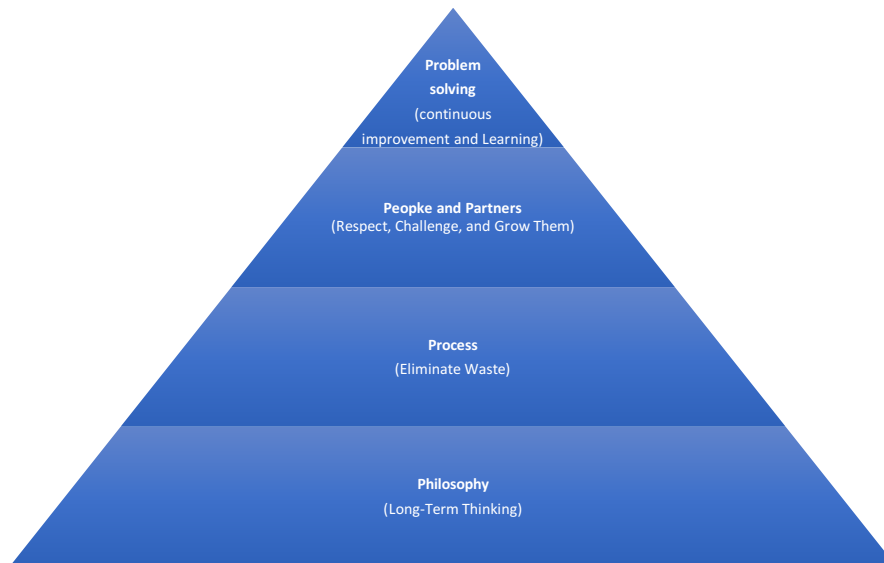 Problem
solving
(continuous
improvement and Learning)
Peopke and Partners
(Respect, Challenge, and Grow Them)
Process
(Eliminate Waste)
Philosophy
(Long-Term Thinking)